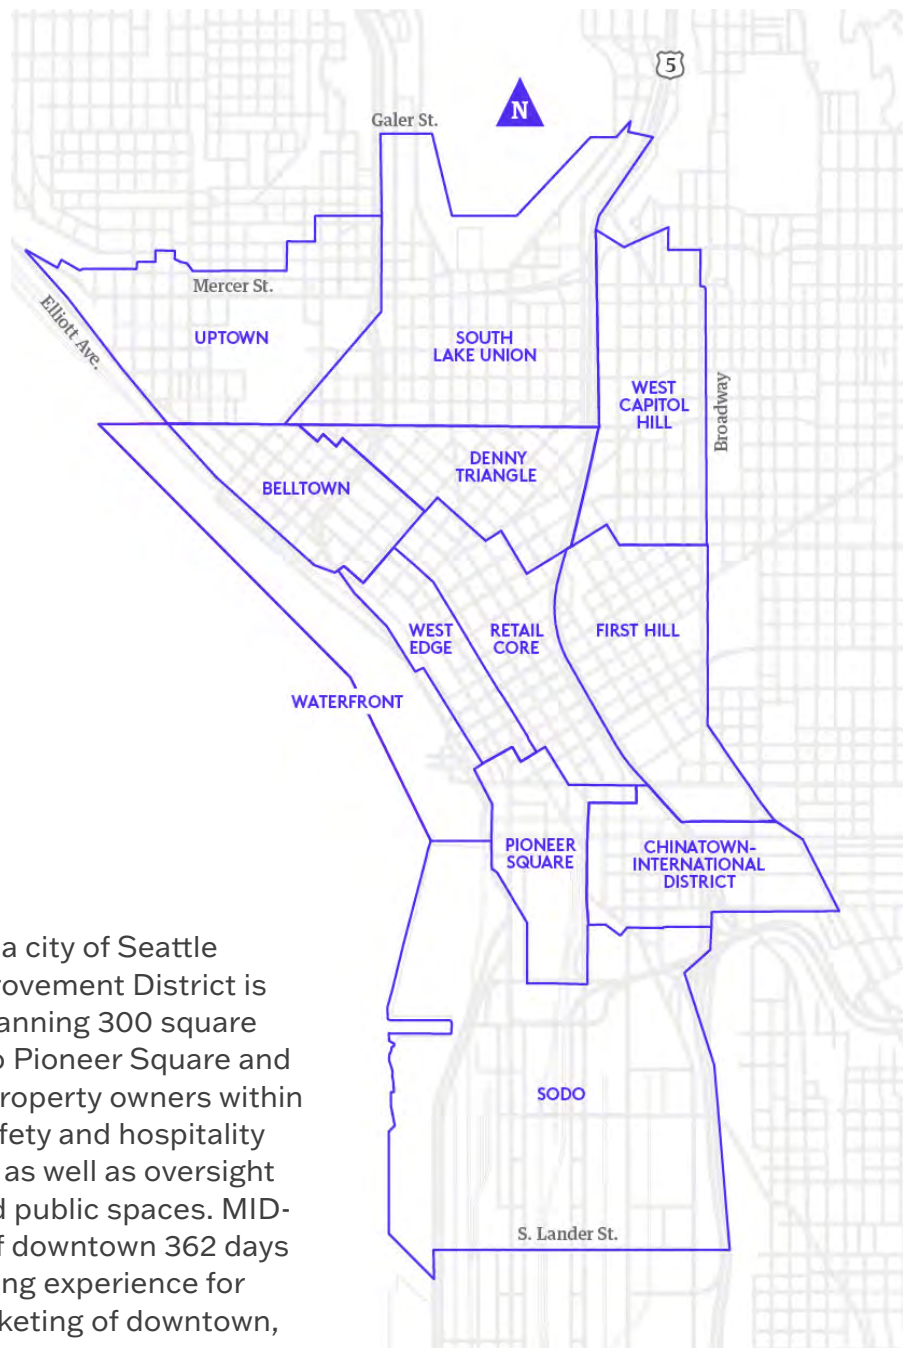 5
N
Galer St.
Mercer St.
Elliott Ave.
UPTOWN
SOUTH
LAKE UNION
WEST
CAPITOL
HILL
Broadway
DENNY
TRIANGLE
BELLTOWN
WEST
EDGE
RETAIL
CORE
FIRST HILL
WATERFRONT
PIONEER
SQUARE
CHINATOWN-
INTERNATIONAL
DISTRICT
SODO
S. Lander St.
a city of Seattle
rovement District is
anning 300 square
o Pioneer Square and
roperty owners within
fety and hospitality
as well as oversight
d public spaces. MID-
f downtown 362 days
ing experience for
keting of downtown,